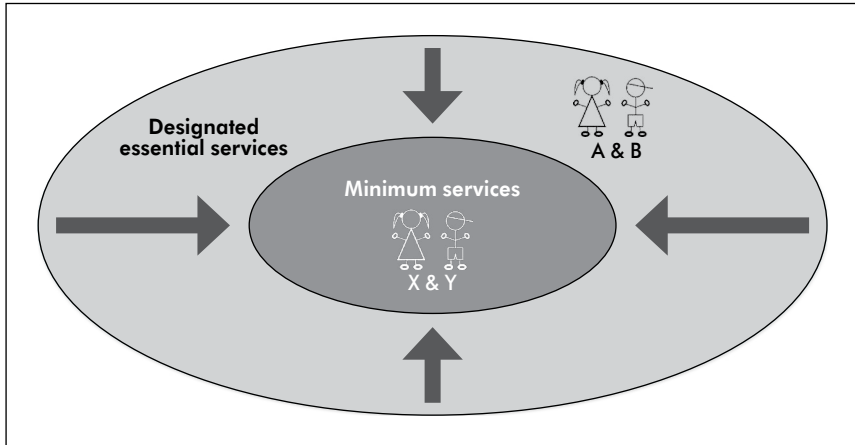 Designated
essential services
A & B
Minimum services
X & Y